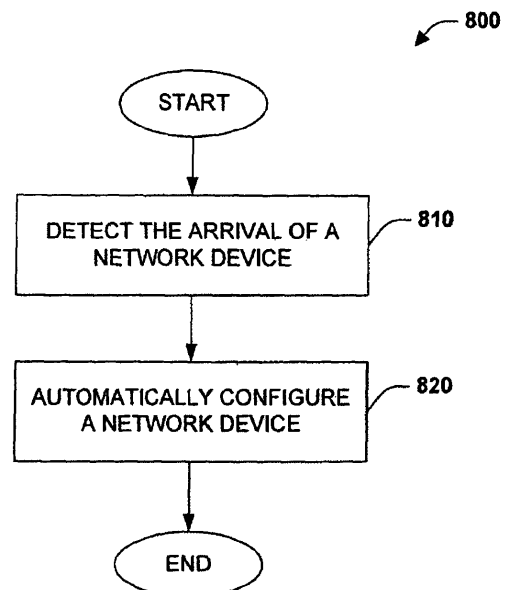 800
START
DETECT THE ARRIVAL OF A
NETWORK DEVICE
810
AUTOMATICALLY CONFIGURE
A NETWORK DEVICE
820
END